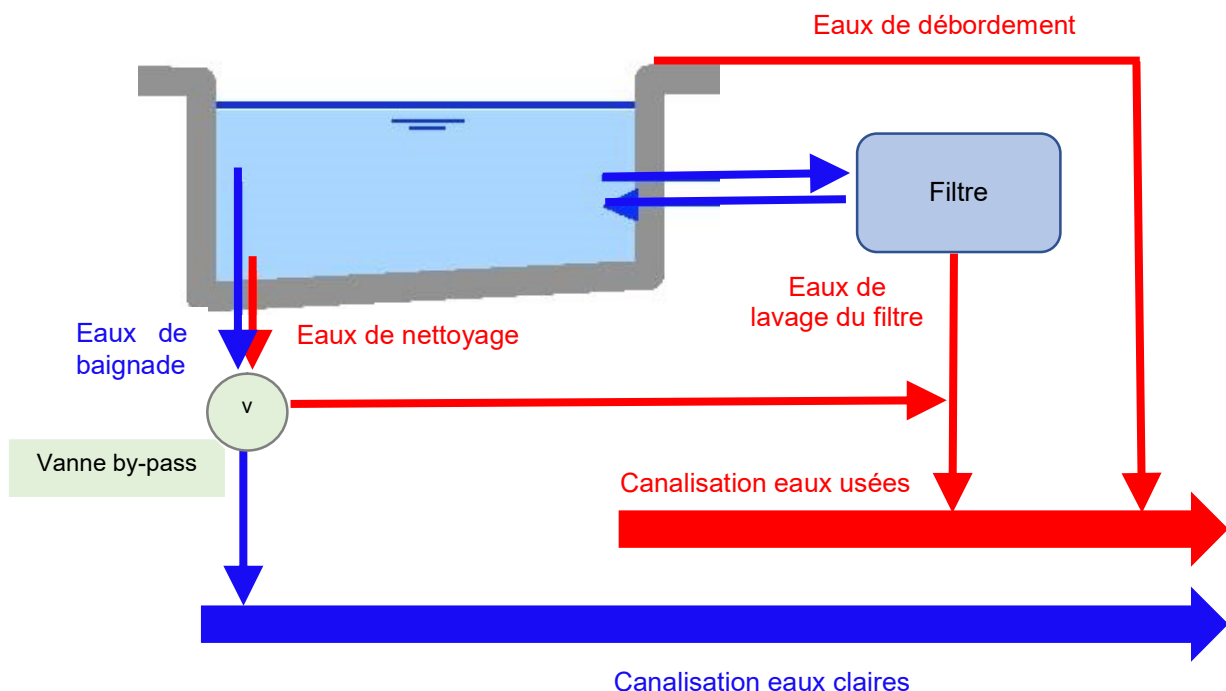 Eaux de débordement
Filtre
Eaux de
lavage du filtre
Eaux de
baignade
Eaux de nettoyage
v
Vanne by-pass
Canalisation eaux usées
Canalisation eaux claires